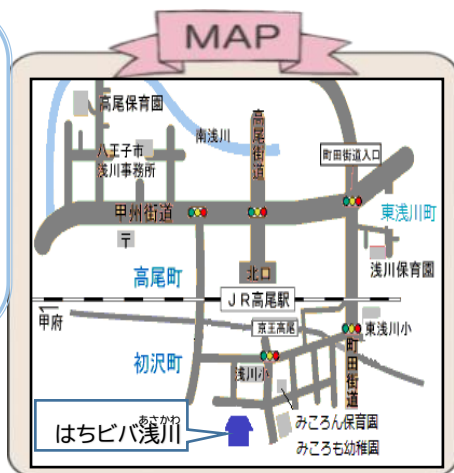 MAP
高尾保育園
南浅川
高尾街道
八王子市
浅川事務所
町田街道入口
甲州街道
東浅川町
〒
浅川保育園
高尾町
北口
JR高尾駅
甲府
京王高尾
東浅川小
初沢町
浅川小
町田街道
みころん保育園
みころも幼稚園
あさかわ
はちビバ浅川